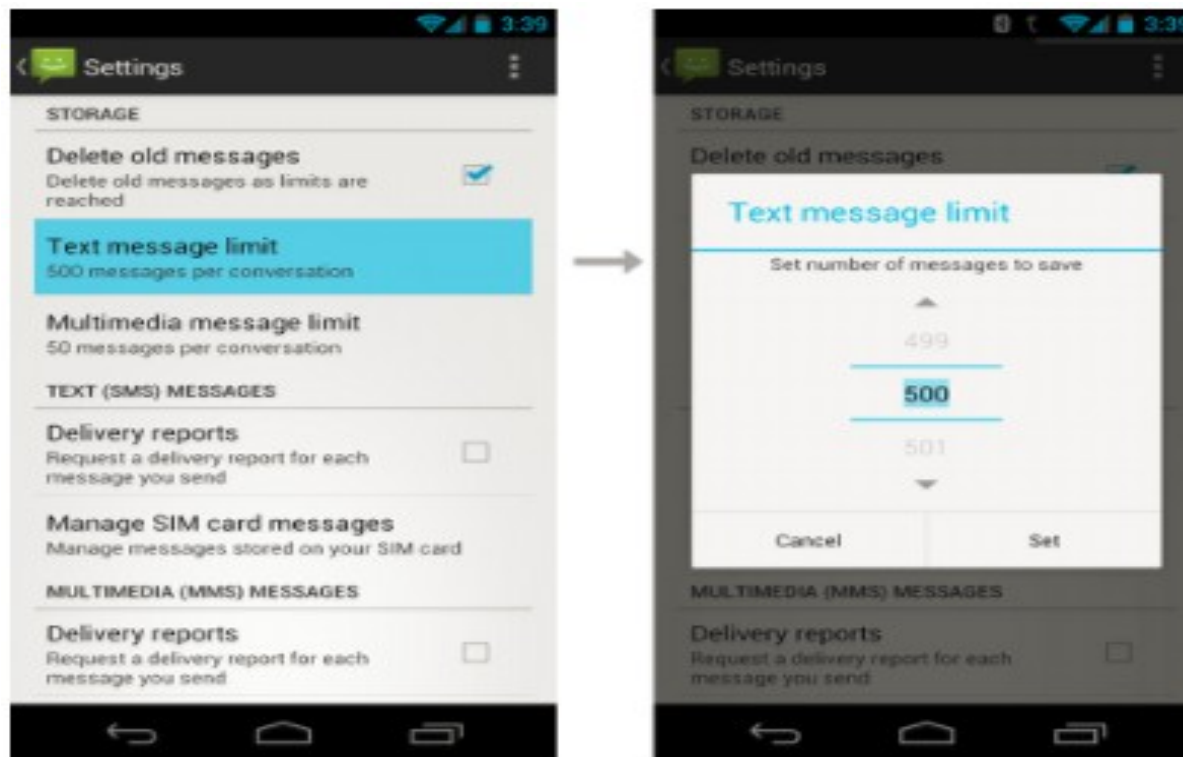 3:39
Settings
STORAGE
Delete old messages
Delete old messages as limits are
reached
Text message limit
500 messages per conversation
Multimedia message limit
50 messages per conversation
TEXT (SMS) MESSAGES
Delivery reports
Request a delivery report for each
message you send
Manage SIM card messages
Manage messages stored on your SIM card
MULTIMEDIA (MMS) MESSAGES
Delivery reports
Request a delivery report for each
message you send
3:39
Settings
STORAGE
Delete old messages
Text message limit
Set number of messages to save
499
500
501
Cancel
Set
MULTIMEDIA (MMS) MESSAGES
Delivery reports
Request a delivery report for each
message you send